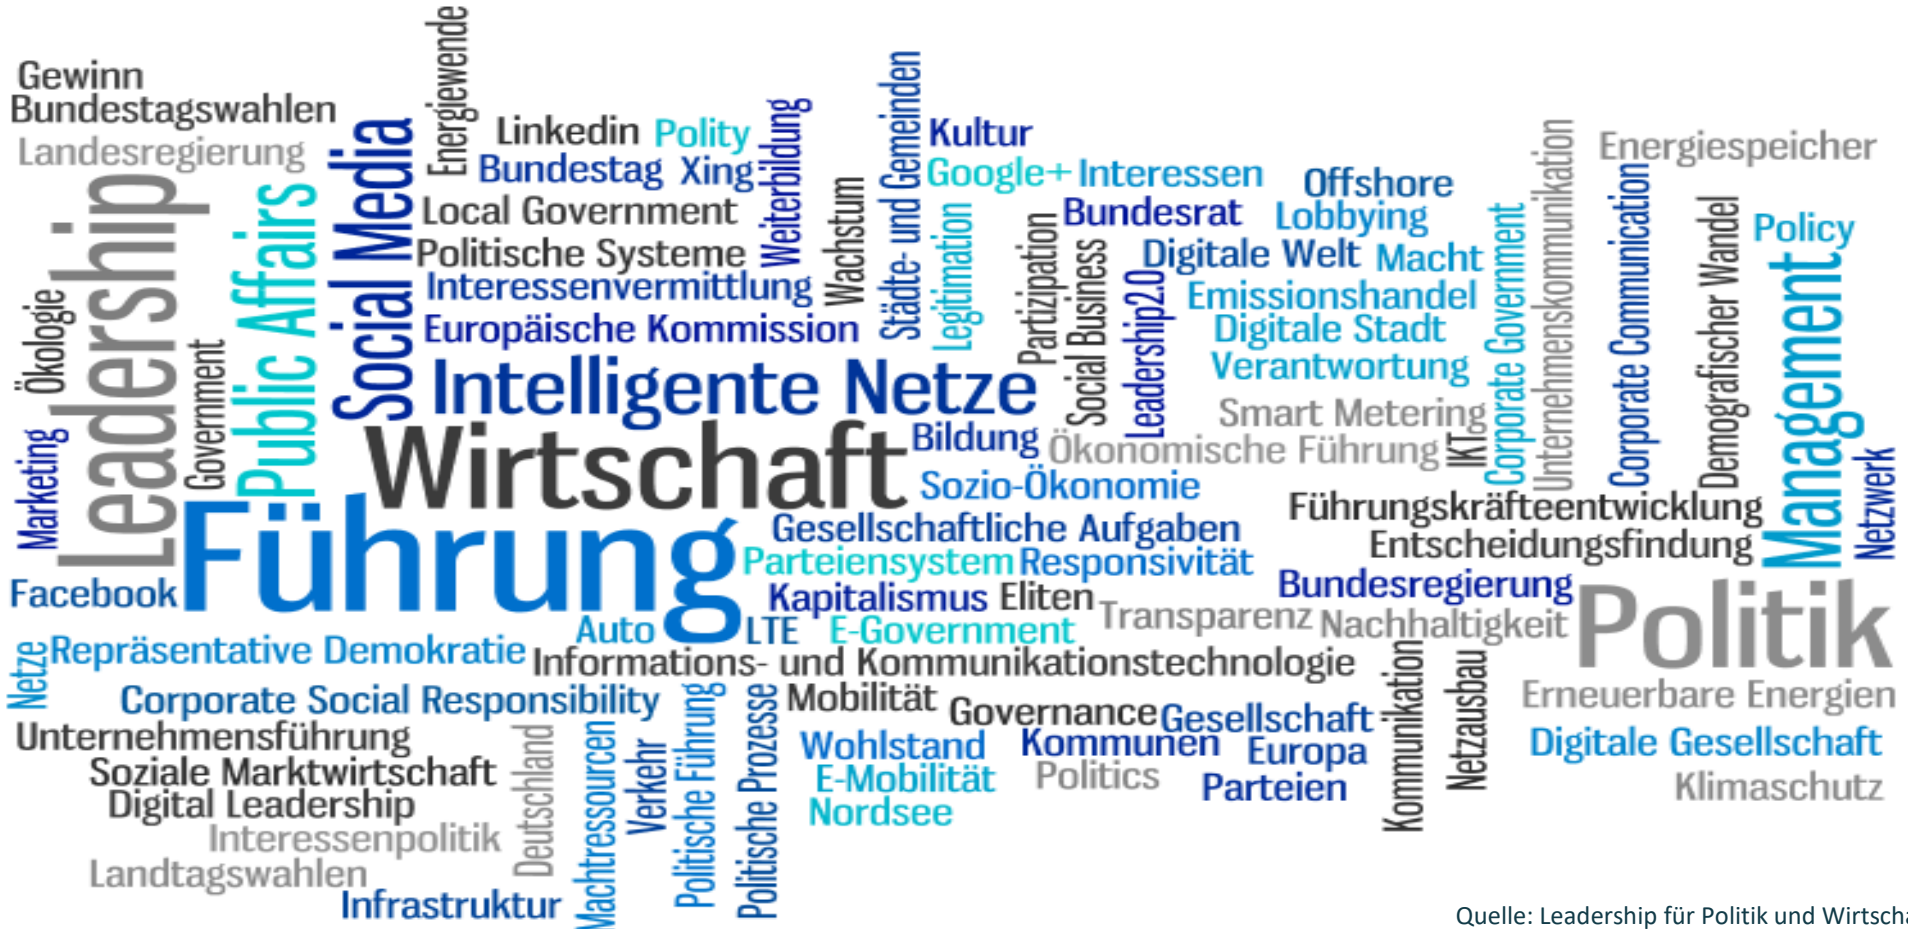 Gewinn
Bundestagswahlen
Landesregierung
Leadership
Ökologie
Marketing
Government
Public Affairs
Social Media
Energiewende
Linkedin
Polity
Bundestag
Xing
Local Government
Politische Systeme
Interessenvermittlung
Europäische Kommission
Weiterbildung
Wachstum
Städte- und Gemeinden
Kultur
Google+
Interessen
Legitimation
Bundesrat
Partizipation
Social Business
Leadership2.0
Offshore
Lobbying
Digitale Welt
Macht
Emissionshandel
Digitale Stadt
Verantwortung
Smart Metering
Ökonomische Führung
IKT
Corporate Government
Unternehmenskommunikation
Energiespeicher
Corporate Communication
Demografischer Wandel
Policy
Management
Netzwerk
Intelligente Netze
Wirtschaft
Bildung
Sozio-Ökonomie
Führung
Gesellschaftliche Aufgaben
Parteiensystem
Responsivität
Führungskräfteentwicklung
Entscheidungsfindung
Bundesregierung
Facebook
Kapitalismus
Eliten
Transparenz
Nachhaltigkeit
Politik
Auto
LTE
E-Government
Netze
Repräsentative Demokratie
Informations- und Kommunikationstechnologie
Corporate Social Responsibility
Mobilität
Governance
Gesellschaft
Kommunikation
Netzausbau
Erneuerbare Energien
Unternehmensführung
Soziale Marktwirtschaft
Digital Leadership
Interessenpolitik
Landtagswahlen
Infrastruktur
Deutschland
Machtressourcen
Verkehr
Politische Führung
Politische Prozesse
Wohlstand
Kommunen
Europa
E-Mobilität
Politics
Parteien
Nordsee
Digitale Gesellschaft
Klimaschutz
Quelle: Leadership für Politik und Wirtscha